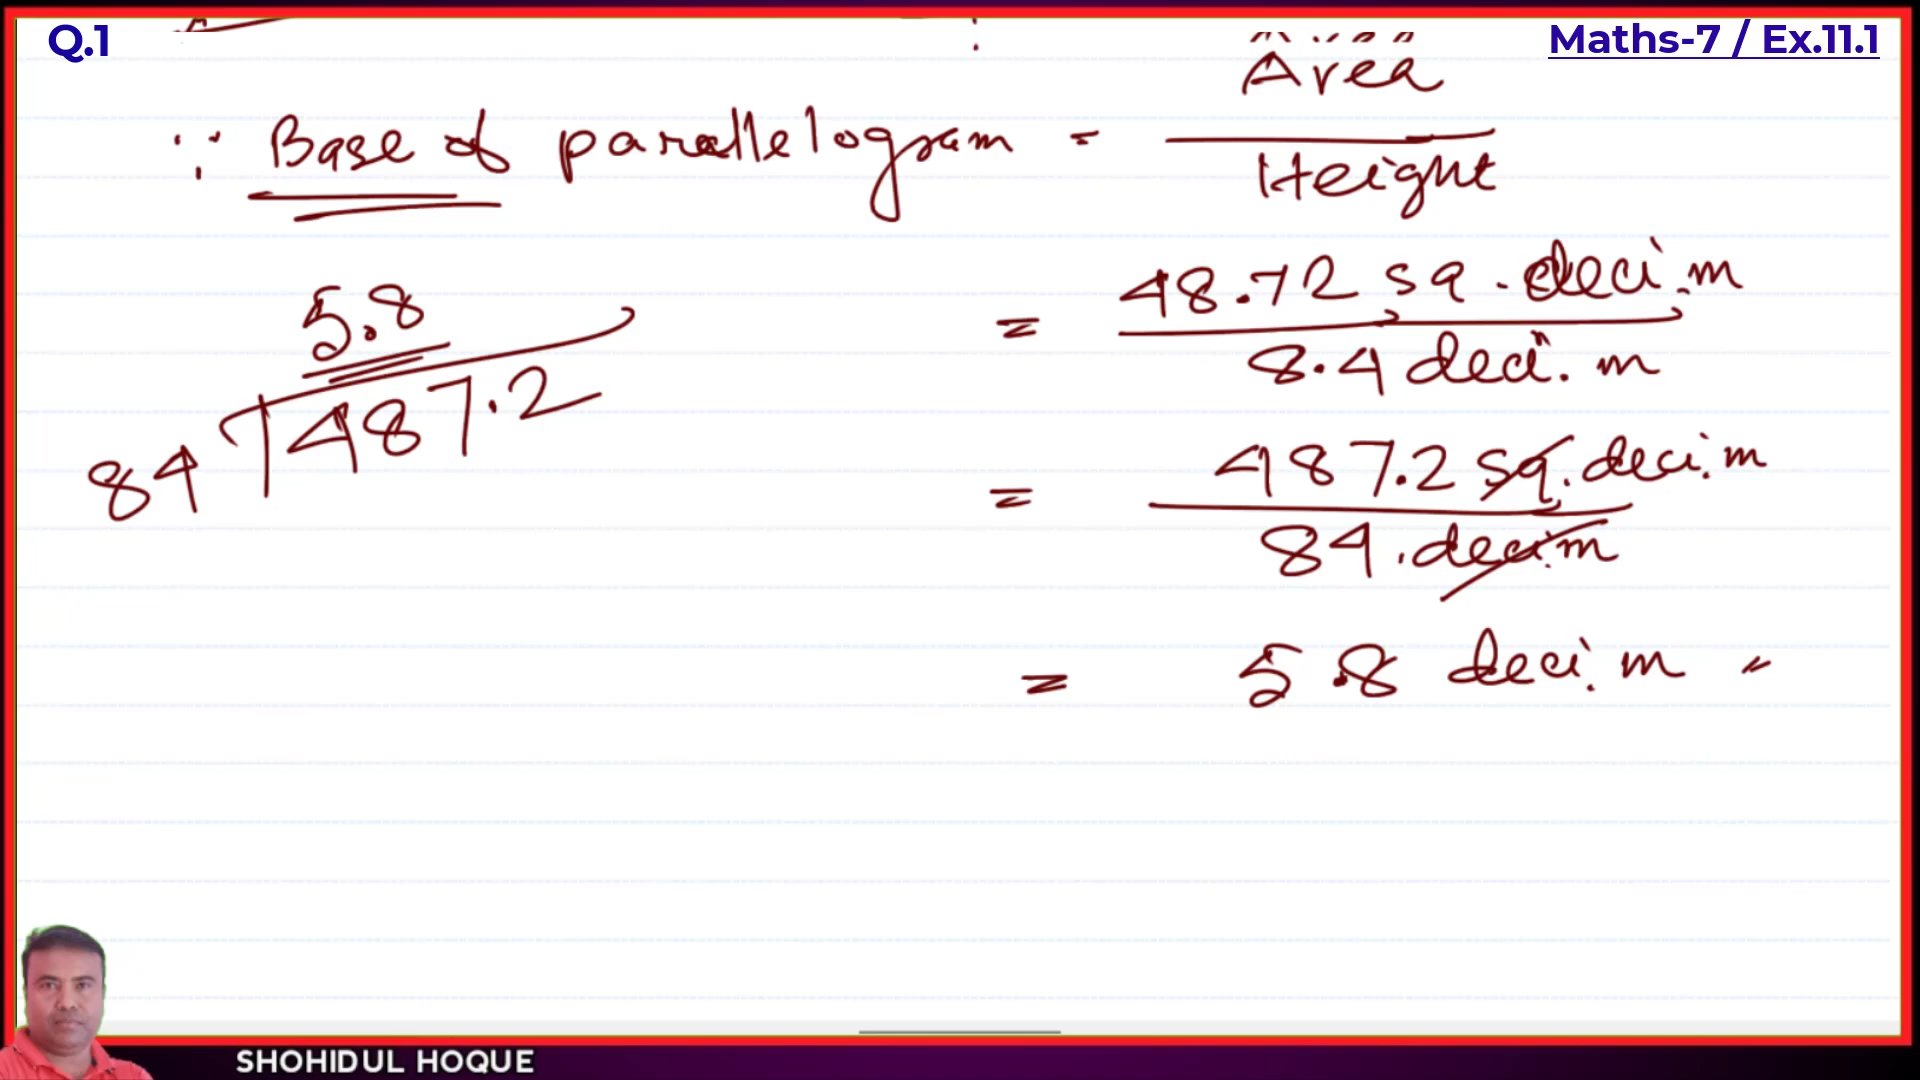 Q.1
Maths-7 / Ex.11.1
∵ Base of parallelogram = Area / Height
= 48.72 sq. deci.m / 8.4 deci. m
5.8
84 487.2
= 487.2 sq. deci. m / 84 . deci.m
= 5.8 deci. m
SHOHIDUL HOQUE